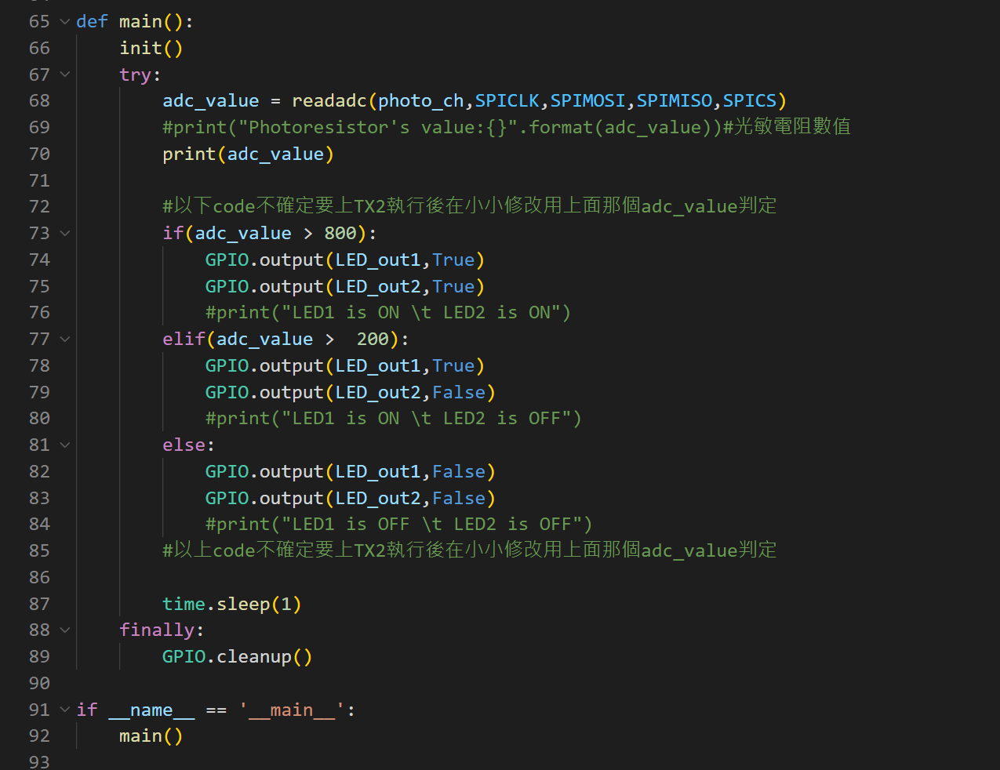 65 def main():
66     init()
67     try:
68         adc_value = readadc(photo_ch,SPICLK,SPIMOSI,SPIMISO,SPICS)
69         #print("Photoresistor's value:{}".format(adc_value))#光敏電阻數值
70         print(adc_value)
71
72         #以下code不確定要上TX2執行後在小小修改用上面那個adc_value判定
73         if(adc_value > 800):
74             GPIO.output(LED_out1,True)
75             GPIO.output(LED_out2,True)
76             #print("LED1 is ON \t LED2 is ON")
77         elif(adc_value >  200):
78             GPIO.output(LED_out1,True)
79             GPIO.output(LED_out2,False)
80             #print("LED1 is ON \t LED2 is OFF")
81         else:
82             GPIO.output(LED_out1,False)
83             GPIO.output(LED_out2,False)
84             #print("LED1 is OFF \t LED2 is OFF")
85         #以上code不確定要上TX2執行後在小小修改用上面那個adc_value判定
86
87         time.sleep(1)
88     finally:
89         GPIO.cleanup()
90
91 if __name__ == '__main__':
92     main()
93